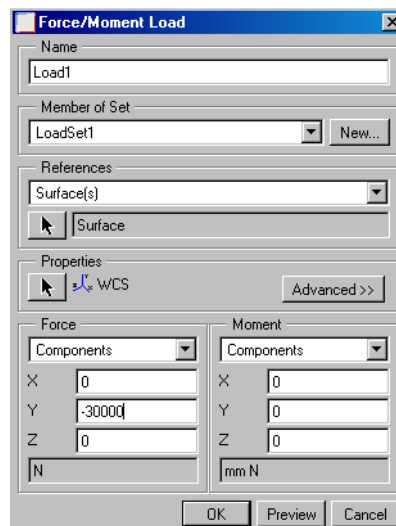 Force/Moment Load
Name
Load1
Member of Set
LoadSet1
New...
References
Surface(s)
Surface
Properties
WCS
Advanced >>
Force
Components
X 0
Y -30000
Z 0
N
Moment
Components
X 0
Y 0
Z 0
mm N
OK Preview Cancel